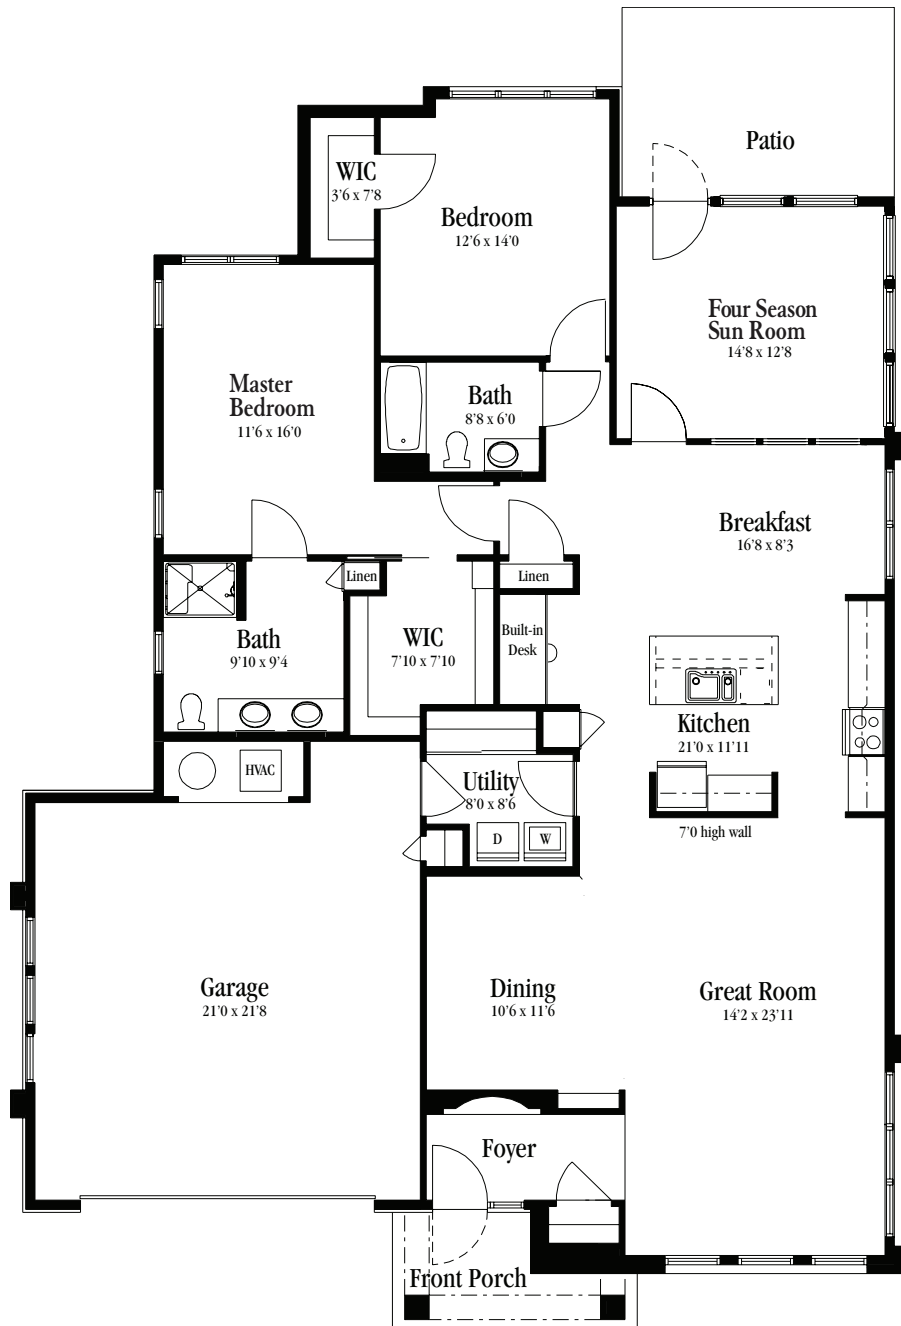 Patio
WIC
3'6 x 7'8
Bedroom
12'6 x 14'0
Four Season
Sun Room
14'8 x 12'8
Master
Bedroom
11'6 x 16'0
Bath
8'8 x 6'0
Breakfast
16'8 x 8'3
Linen
Linen
Bath
9'10 x 9'4
WIC
7'10 x 7'10
Built-in
Desk
Kitchen
21'0 x 11'11
HVAC
Utility
8'0 x 8'6
D
W
7'0 high wall
Garage
21'0 x 21'8
Dining
10'6 x 11'6
Great Room
14'2 x 23'11
Foyer
Front Porch